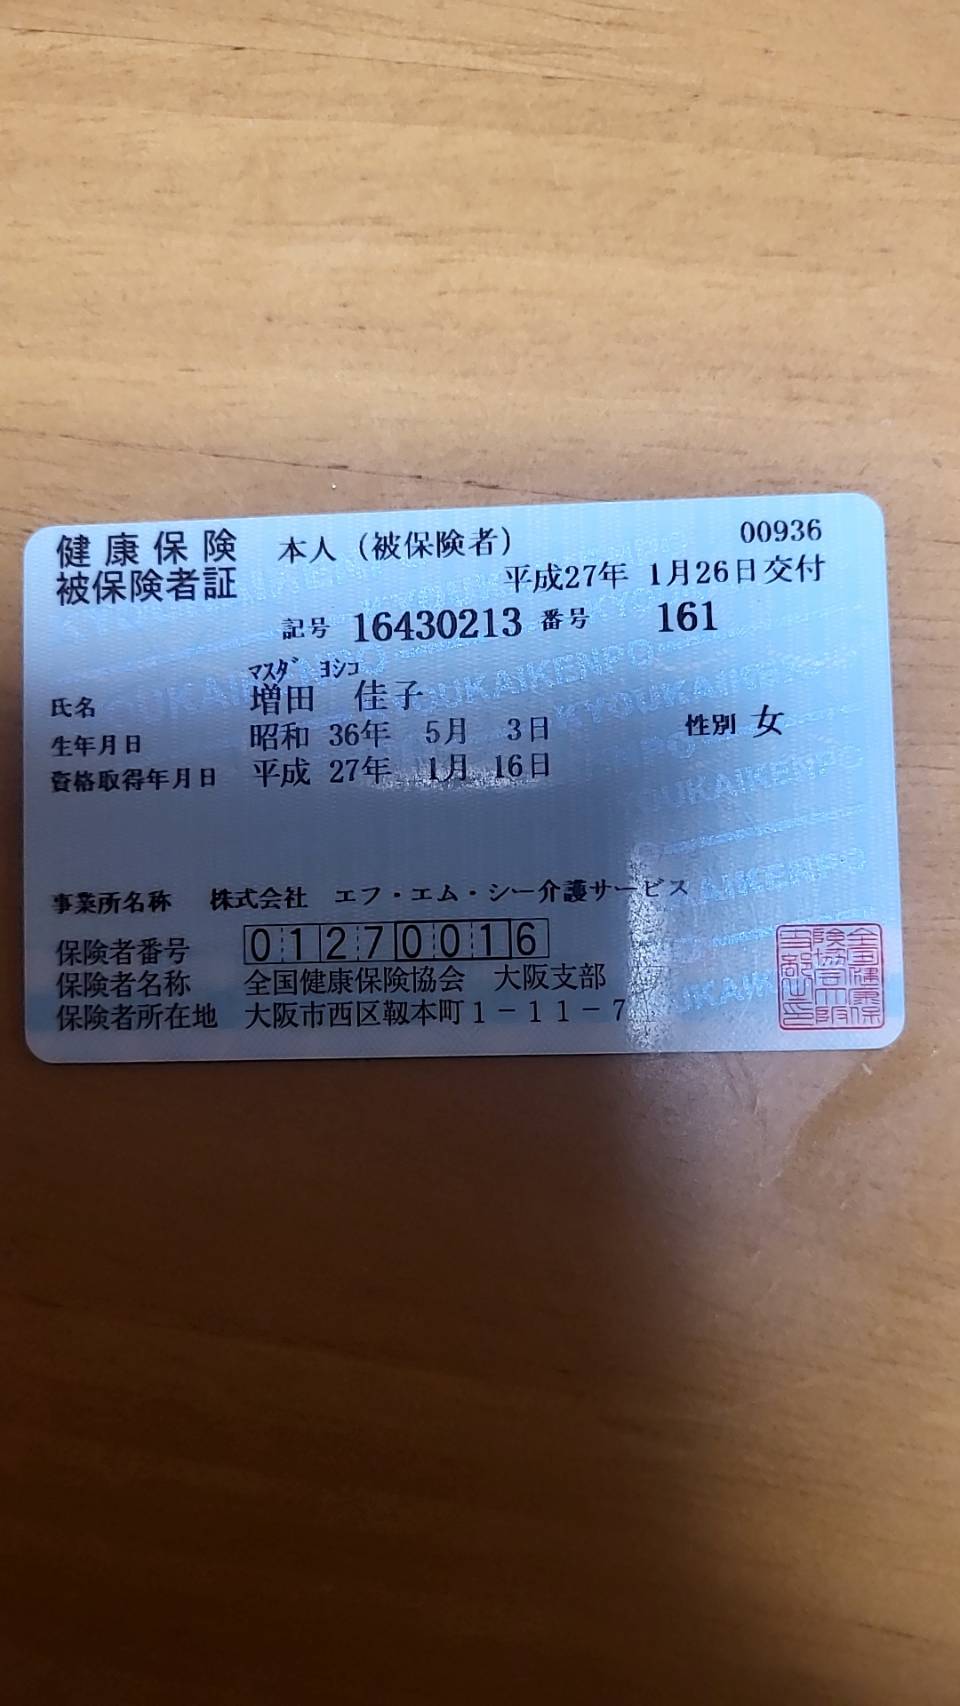 健康保険 本人（被保険者） 00936
被保険者証 平成27年 1月26日交付
記号 16430213 番号 161
ﾏｽﾀﾞ ﾖｼｺ
氏名 増田 佳子
生年月日 昭和 36年 5月 3日 性別 女
資格取得年月日 平成 27年 1月 16日
事業所名称 株式会社 エフ・エム・シー介護サービス
保険者番号 01270016
保険者名称 全国健康保険協会 大阪支部
保険者所在地 大阪市西区靱本町１－１１－７